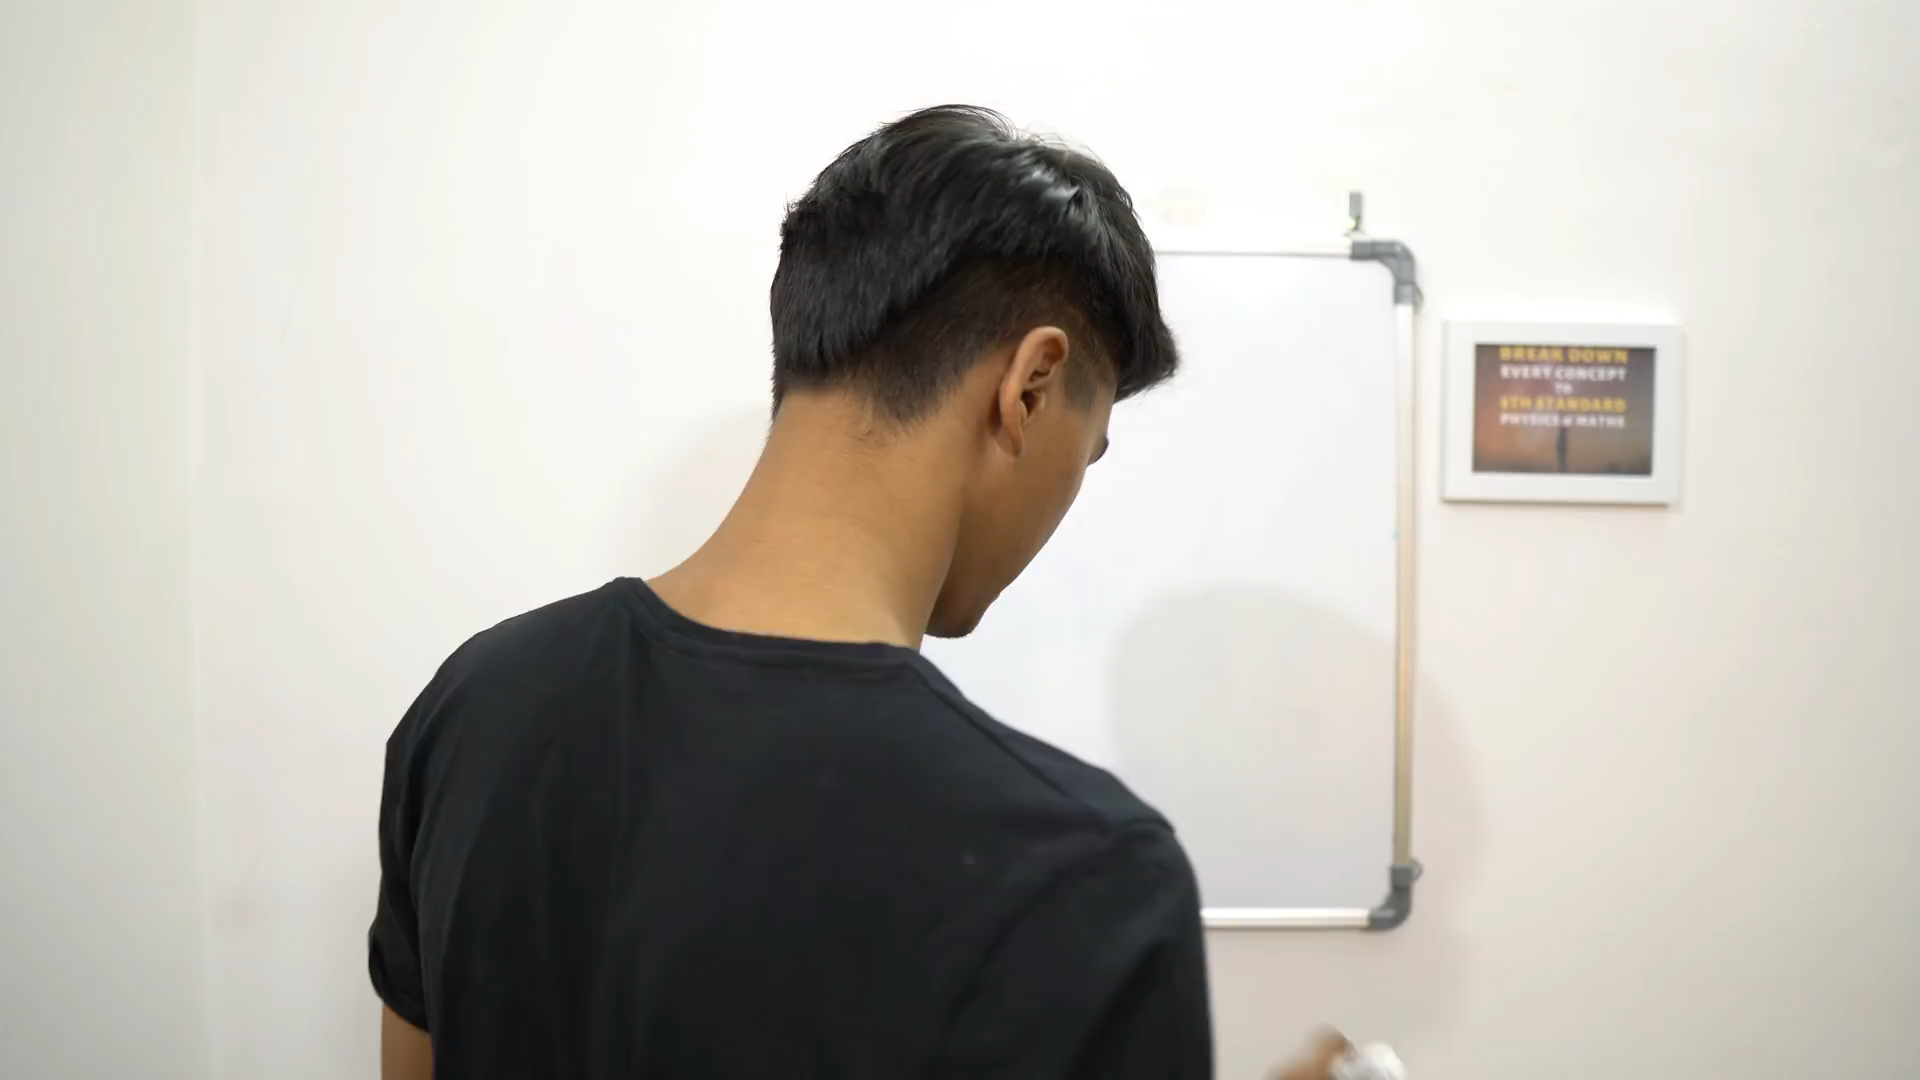 BREAK DOWN
EVERY CONCEPT
TO
6TH STANDARD
PHYSICS & MATHS